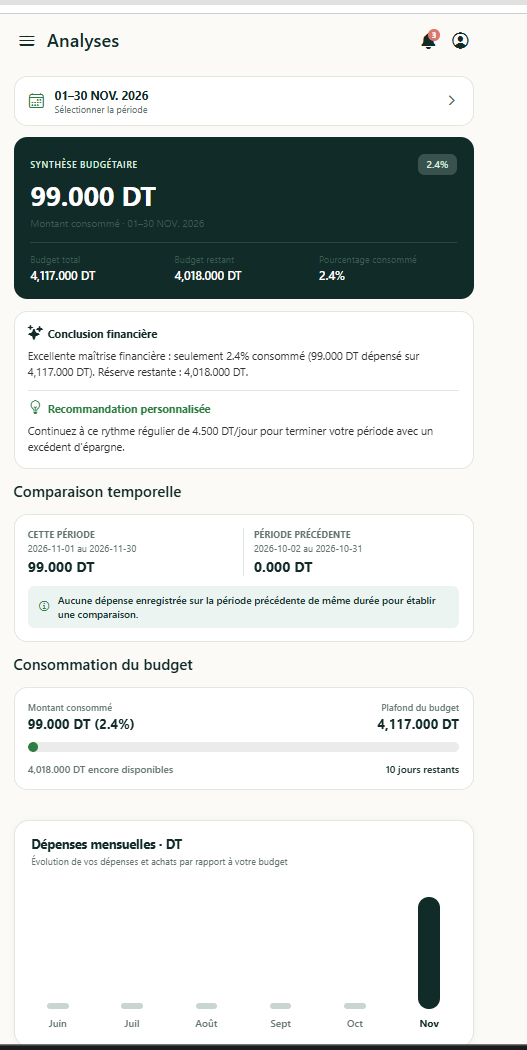 Analyses
3
01–30 NOV. 2026
Sélectionner la période
SYNTHÈSE BUDGÉTAIRE
2.4%
99.000 DT
Montant consommé · 01–30 NOV. 2026
Budget total
Budget restant
Pourcentage consommé
4,117.000 DT
4,018.000 DT
2.4%
Conclusion financière
Excellente maîtrise financière : seulement 2.4% consommé (99.000 DT dépensé sur
4,117.000 DT). Réserve restante : 4,018.000 DT.
Recommandation personnalisée
Continuez à ce rythme régulier de 4.500 DT/jour pour terminer votre période avec un
excédent d'épargne.
Comparaison temporelle
CETTE PÉRIODE
2026-11-01 au 2026-11-30
99.000 DT
PÉRIODE PRÉCÉDENTE
2026-10-02 au 2026-10-31
0.000 DT
Aucune dépense enregistrée sur la période précédente de même durée pour établir
une comparaison.
Consommation du budget
Montant consommé
Plafond du budget
99.000 DT (2.4%)
4,117.000 DT
4,018.000 DT encore disponibles
10 jours restants
Dépenses mensuelles · DT
Évolution de vos dépenses et achats par rapport à votre budget
Juin
Juil
Août
Sept
Oct
Nov